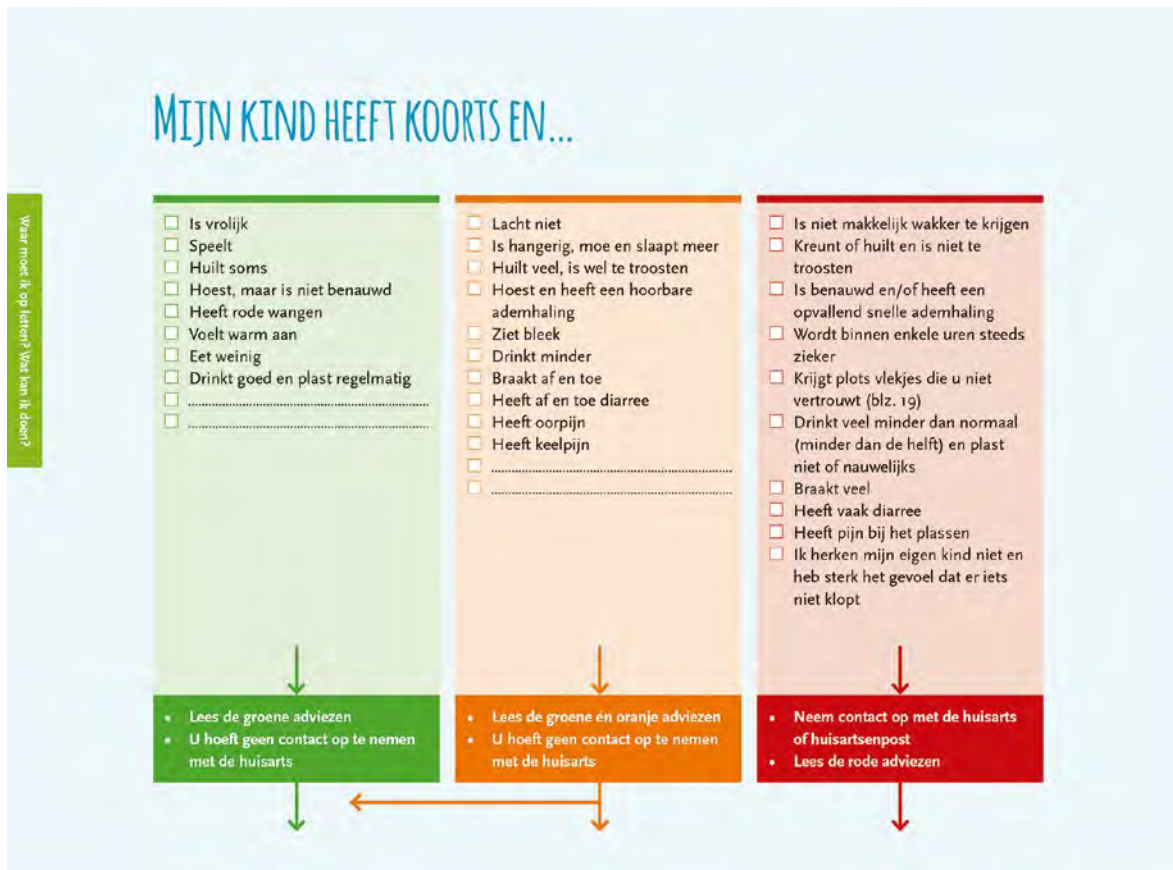 MIJN KIND HEEFT KOORTS EN...
Waar moet ik op letten? Wat kan ik doen?
Is vrolijk
Speelt
Huilt soms
Hoest, maar is niet benauwd
Heeft rode wangen
Voelt warm aan
Eet weinig
Drinkt goed en plast regelmatig
Lees de groene adviezen
U hoeft geen contact op te nemen
met de huisarts
Lacht niet
Is hangerig, moe en slaapt meer
Huilt veel, is wel te troosten
Hoest en heeft een hoorbare
ademhaling
Ziet bleek
Drinkt minder
Braakt af en toe
Heeft af en toe diarree
Heeft oorpijn
Heeft keelpijn
Lees de groene én oranje adviezen
U hoeft geen contact op te nemen
met de huisarts
Is niet makkelijk wakker te krijgen
Kreunt of huilt en is niet te
troosten
Is benauwd en/of heeft een
opvallend snelle ademhaling
Wordt binnen enkele uren steeds
zieker
Krijgt plots vlekjes die u niet
vertrouwt (blz. 19)
Drinkt veel minder dan normaal
(minder dan de helft) en plast
niet of nauwelijks
Braakt veel
Heeft vaak diarree
Heeft pijn bij het plassen
Ik herken mijn eigen kind niet en
heb sterk het gevoel dat er iets
niet klopt
Neem contact op met de huisarts
of huisartsenpost
Lees de rode adviezen